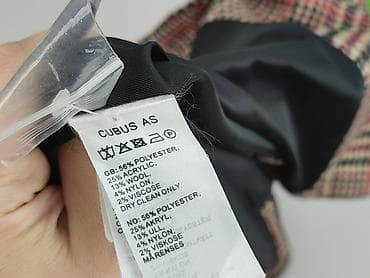 CUBUS AS
GB: 56% POLYESTER.
25% ACRYLIC.
13% WOOL.
4% NYLON.
2% VISCOSE
DRY CLEAN ONLY
NO: 56% POLYESTER.
25% AKRYL.
13% ULL.
4% NYLON.
2% VISKOSE
MÅ RENSES